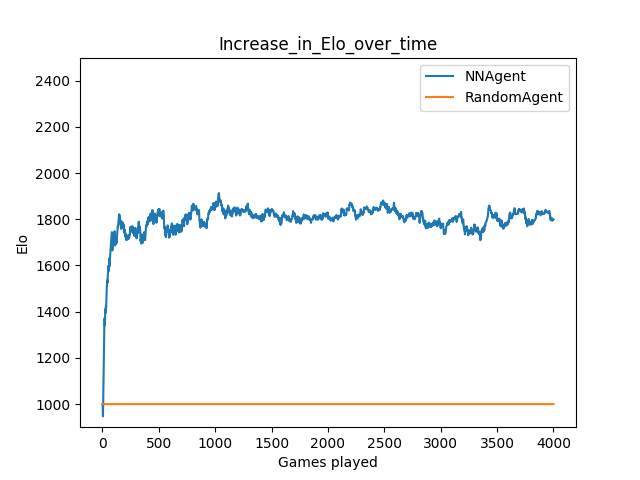 Increase_in_Elo_over_time
NNAgent
RandomAgent
2400
2200
2000
1800
1600
1400
1200
1000
Elo
0 500 1000 1500 2000 2500 3000 3500 4000
Games played